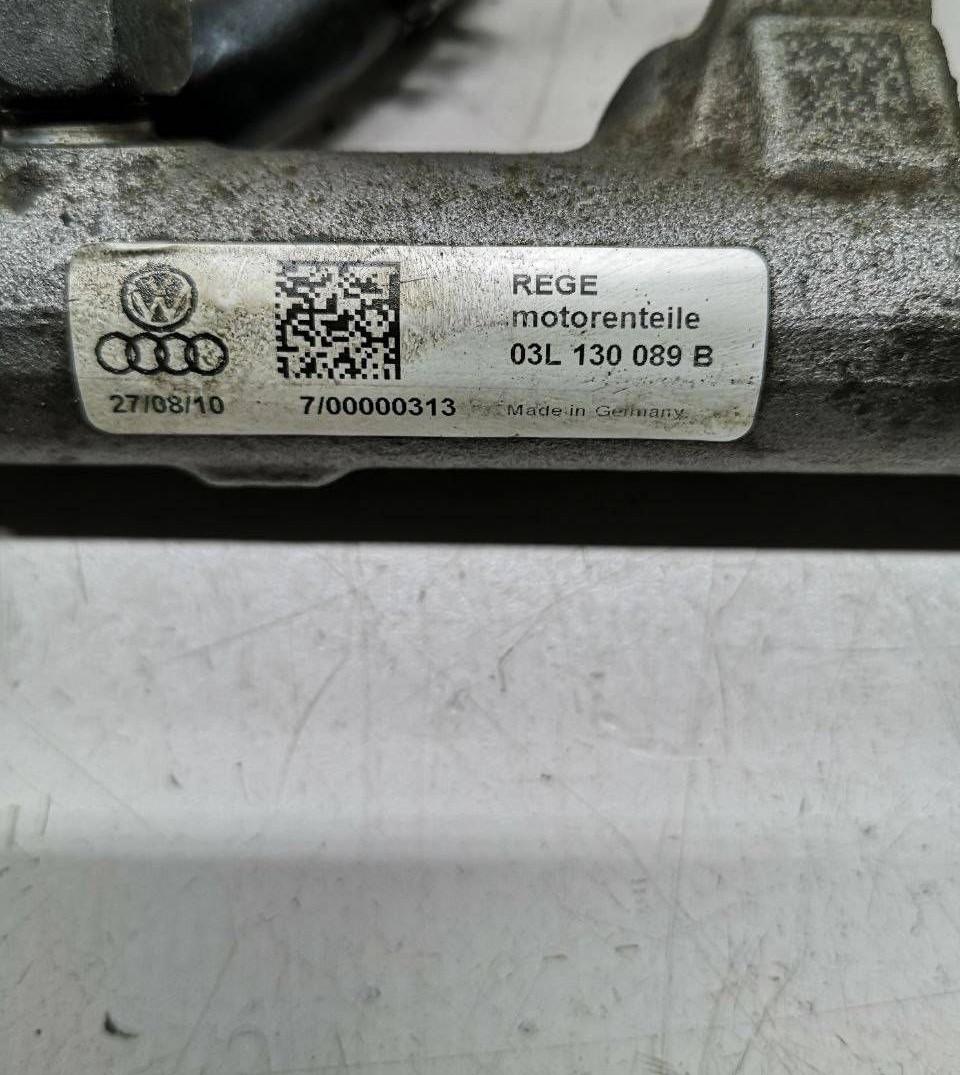 REGE
motorenteile
03L 130 089 B
27/08/10 7/00000313 Made in Germany